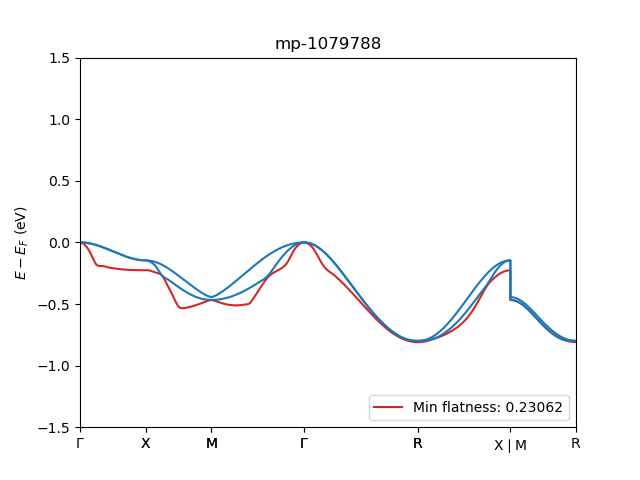 mp-1079788
E − E_F (eV)
1.5
1.0
0.5
0.0
−0.5
−1.0
−1.5
Min flatness: 0.23062
Γ X M Γ R X | M R